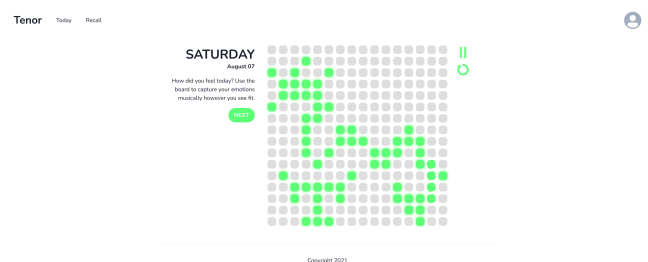 Tenor
Today
Recall
SATURDAY
August 07
How did you feel today? Use the
board to capture your emotions
musically however you see fit.
NEXT
Copyright 2021